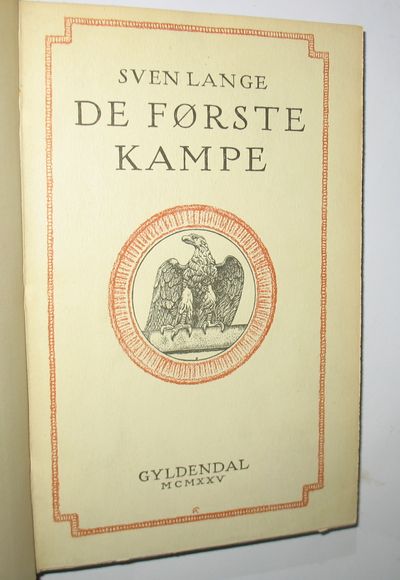 SVEN LANGE
DE FØRSTE
KAMPE
GYLDENDAL
MCMXXV